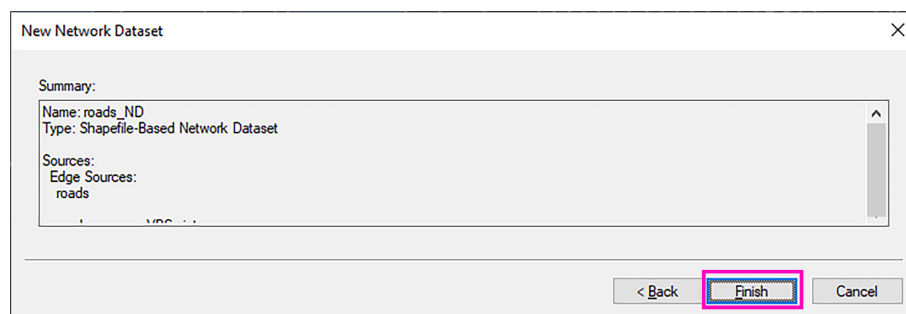 New Network Dataset
Summary:
Name: roads_ND
Type: Shapefile-Based Network Dataset
Sources:
Edge Sources:
roads
< Back
Finish
Cancel